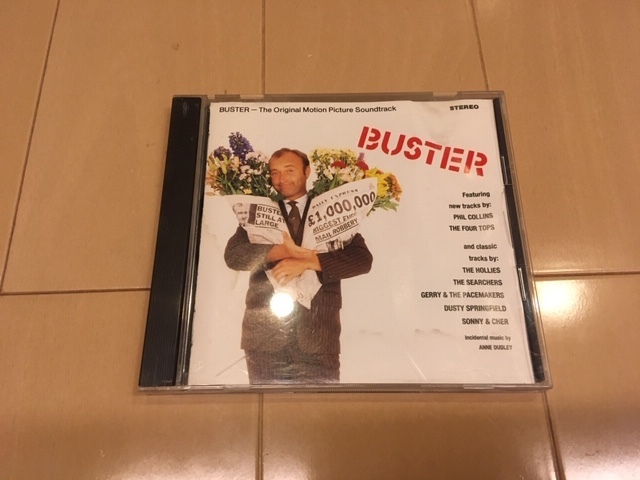 BUSTER — The Original Motion Picture Soundtrack
STEREO
BUSTER
DAILY EXPRESS
£1,000,000
BIGGEST EVER
MAIL ROBBERY
BUSTER
STILL AT
LARGE
Featuring
new tracks by:
PHIL COLLINS
THE FOUR TOPS
and classic
tracks by:
THE HOLLIES
THE SEARCHERS
GERRY & THE PACEMAKERS
DUSTY SPRINGFIELD
SONNY & CHER
incidental music by
ANNE DUDLEY